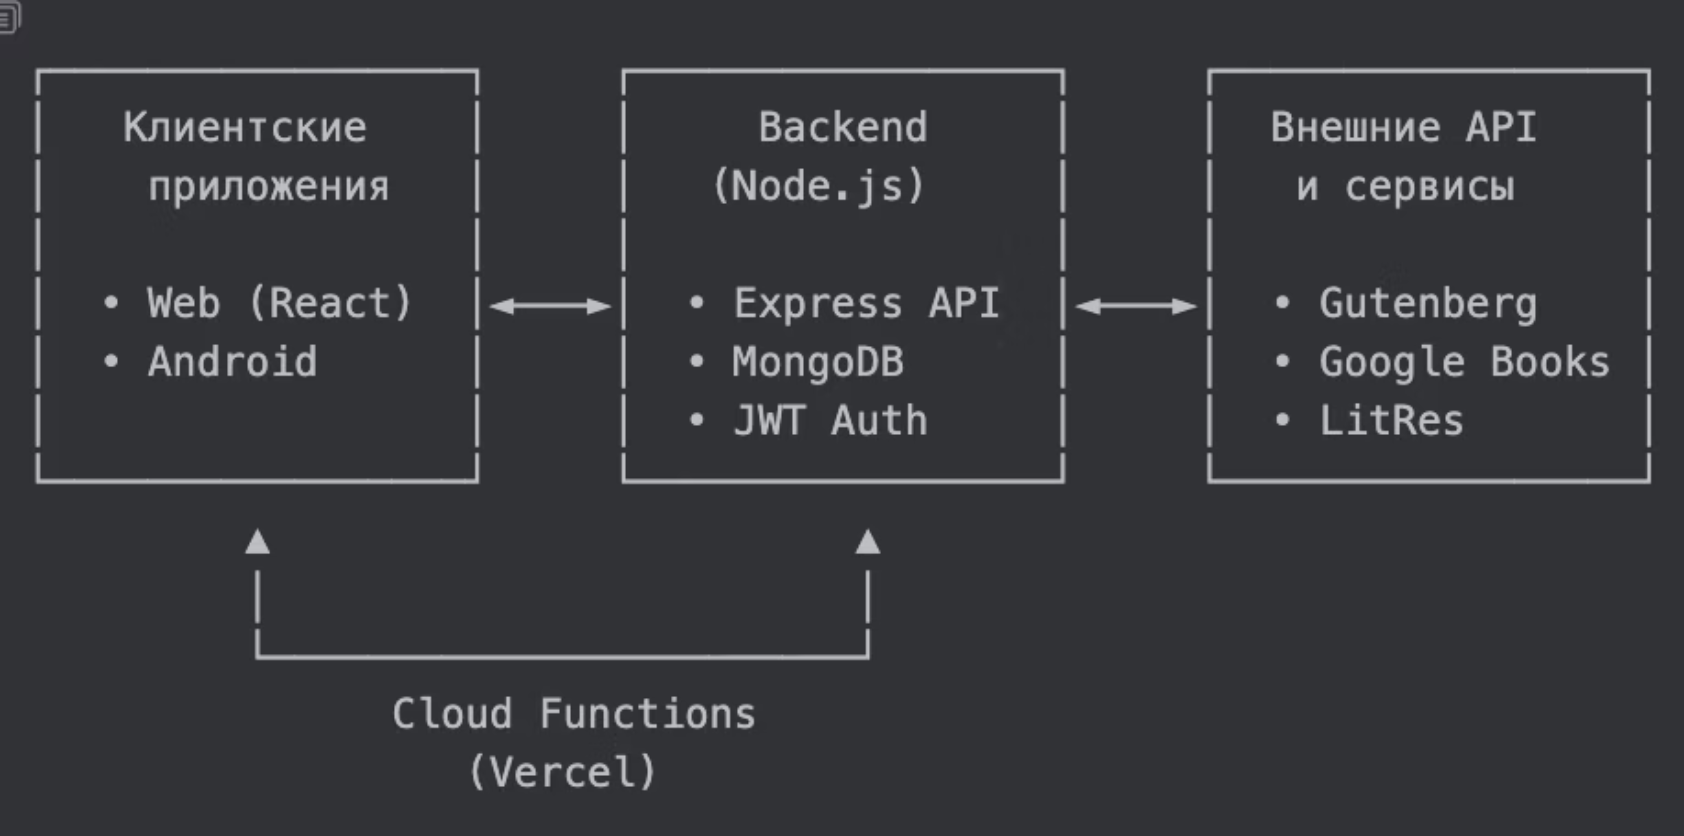 Клиентские
приложения
• Web (React)
• Android
Backend
(Node.js)
• Express API
• MongoDB
• JWT Auth
Внешние API
и сервисы
• Gutenberg
• Google Books
• LitRes
Cloud Functions
(Vercel)